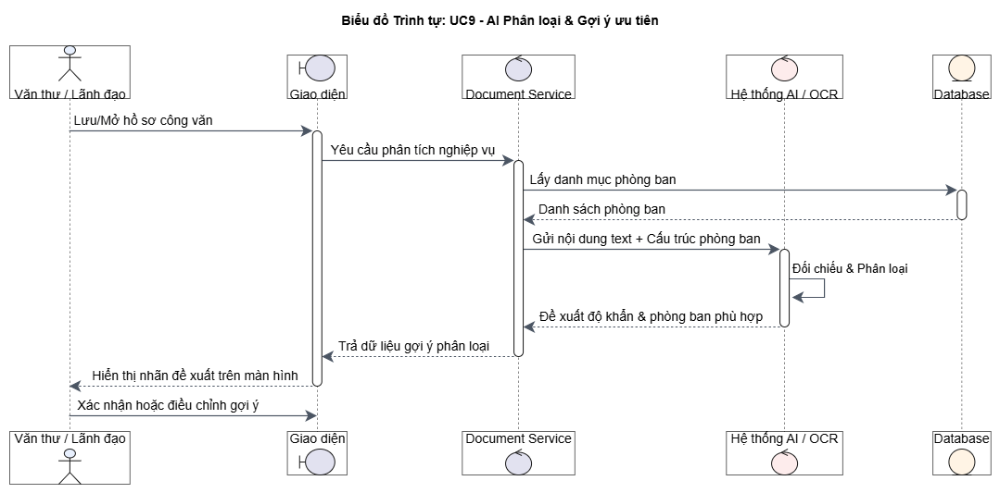 Biểu đồ Trình tự: UC9 - AI Phân loại & Gợi ý ưu tiên
Văn thư / Lãnh đạo
Giao diện
Document Service
Hệ thống AI / OCR
Database
Lưu/Mở hồ sơ công văn
Yêu cầu phân tích nghiệp vụ
Lấy danh mục phòng ban
Danh sách phòng ban
Gửi nội dung text + Cấu trúc phòng ban
Đối chiếu & Phân loại
Đề xuất độ khẩn & phòng ban phù hợp
Trả dữ liệu gợi ý phân loại
Hiển thị nhãn đề xuất trên màn hình
Xác nhận hoặc điều chỉnh gợi ý
Văn thư / Lãnh đạo
Giao diện
Document Service
Hệ thống AI / OCR
Database